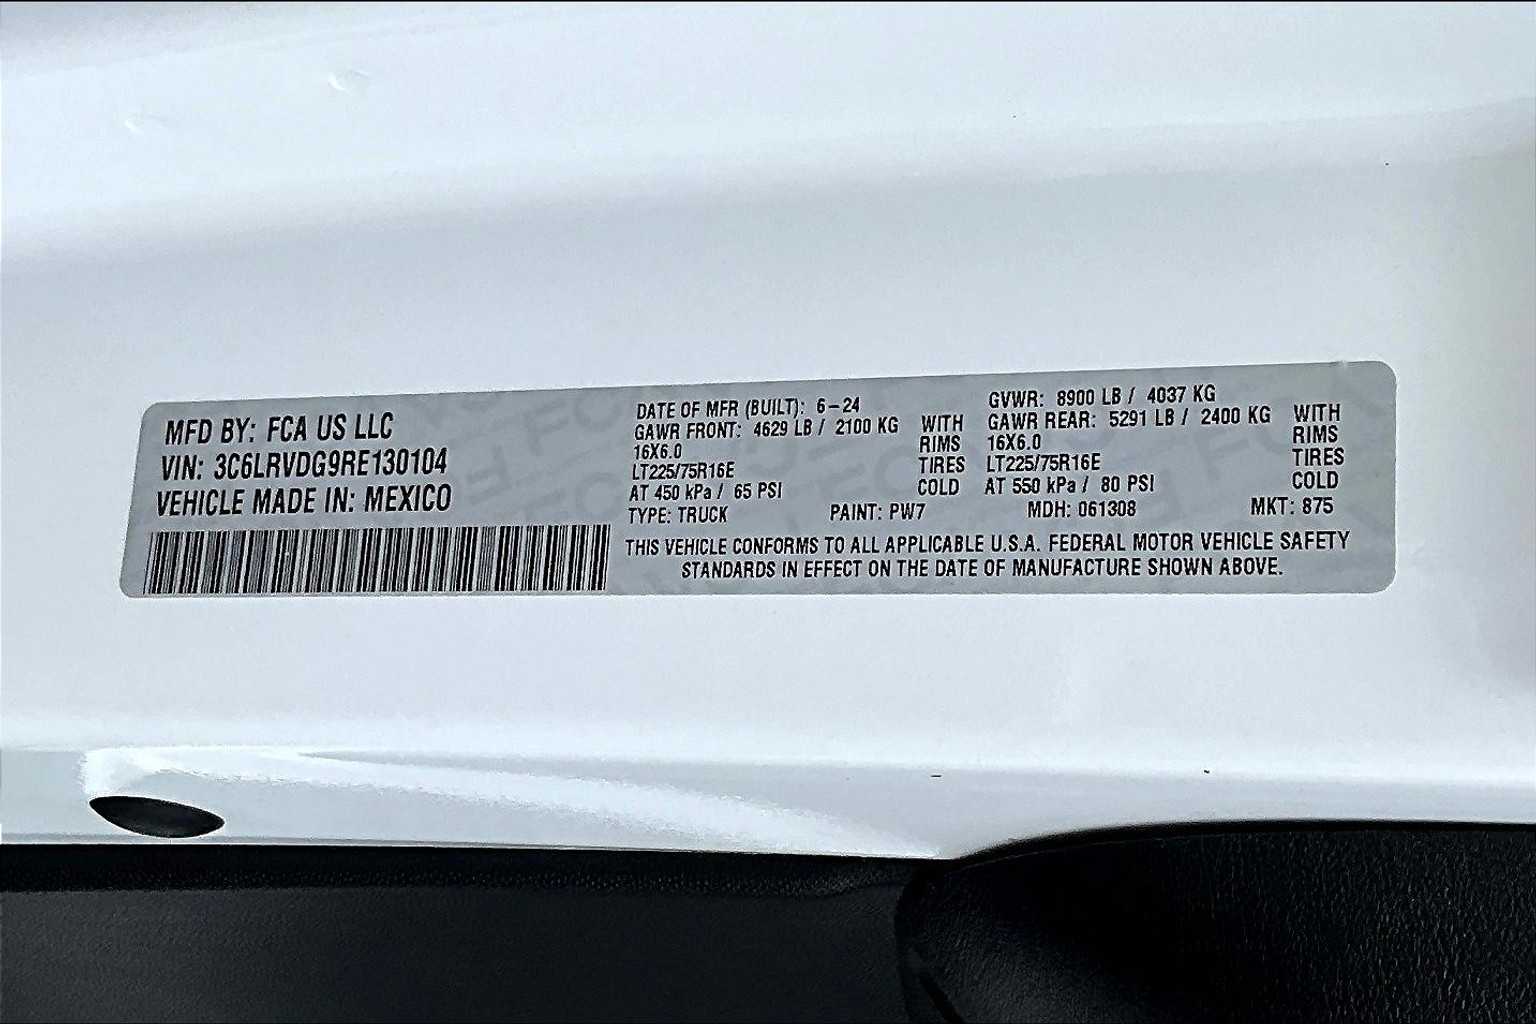 MFD BY: FCA US LLC
VIN: 3C6LRVDG9RE130104
VEHICLE MADE IN: MEXICO
DATE OF MFR (BUILT): 6-24
GAWR FRONT: 4629 LB / 2100 KG WITH
16X6.0 RIMS
LT225/75R16E TIRES
AT 450 kPa / 65 PSI COLD
GVWR: 8900 LB / 4037 KG
GAWR REAR: 5291 LB / 2400 KG WITH
16X6.0 RIMS
LT225/75R16E TIRES
AT 550 kPa / 80 PSI COLD
TYPE: TRUCK PAINT: PW7 MDH: 061308 MKT: 875
THIS VEHICLE CONFORMS TO ALL APPLICABLE U.S.A. FEDERAL MOTOR VEHICLE SAFETY
STANDARDS IN EFFECT ON THE DATE OF MANUFACTURE SHOWN ABOVE.